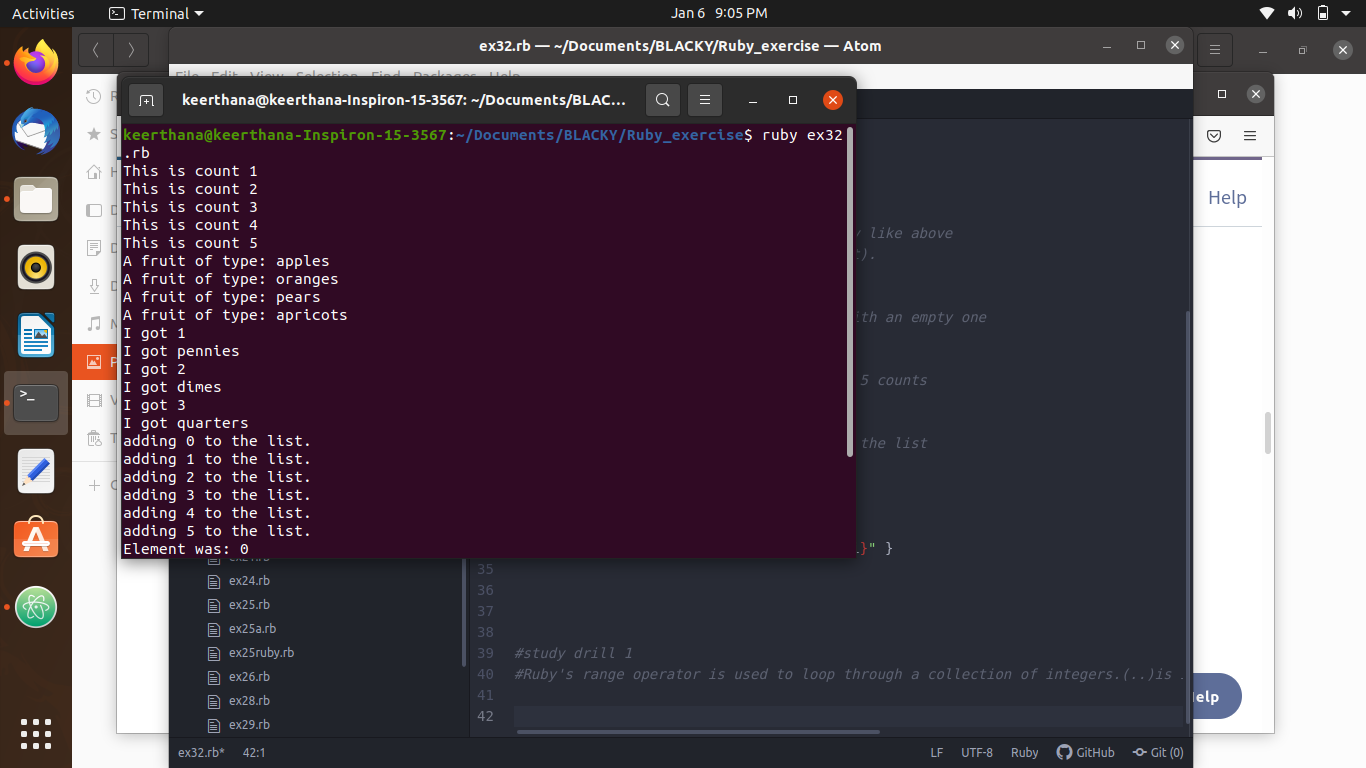 Activities
Terminal
Jan 6 9:05 PM
ex32.rb — ~/Documents/BLACKY/Ruby_exercise — Atom
File Edit View Selection Find Packages Help
keerthana@keerthana-Inspiron-15-3567: ~/Documents/BLAC...
keerthana@keerthana-Inspiron-15-3567:~/Documents/BLACKY/Ruby_exercise$ ruby ex32
.rb
This is count 1
This is count 2
This is count 3
This is count 4
This is count 5
A fruit of type: apples
A fruit of type: oranges
A fruit of type: pears
A fruit of type: apricots
I got 1
I got pennies
I got 2
I got dimes
I got 3
I got quarters
adding 0 to the list.
adding 1 to the list.
adding 2 to the list.
adding 3 to the list.
adding 4 to the list.
adding 5 to the list.
Element was: 0
like above
).
an empty one
5 counts
the list
}" }
Help
ex24.rb
ex25.rb
ex25a.rb
ex25ruby.rb
ex26.rb
ex28.rb
ex29.rb
35
36
37
38
39 #study drill 1
40 #Ruby's range operator is used to loop through a collection of integers.(..)is
41
42
ex32.rb* 42:1
LF UTF-8 Ruby GitHub Git (0)